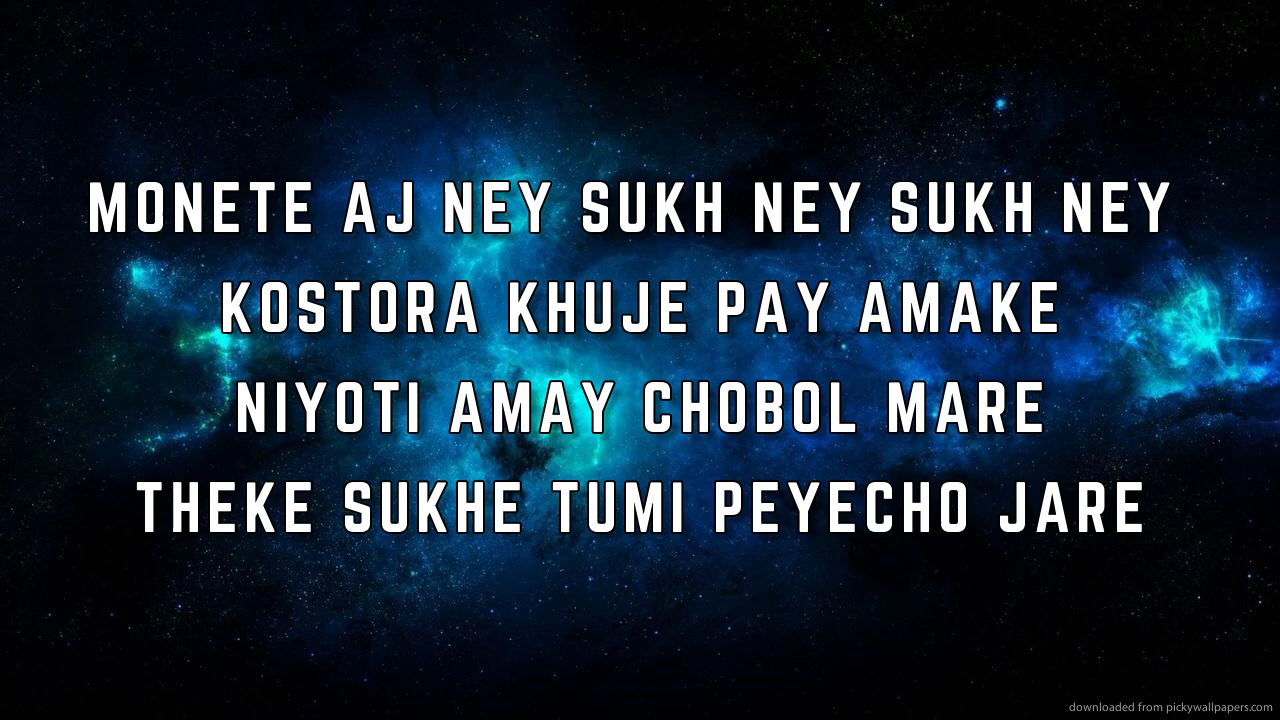 MONETE AJ NEY SUKH NEY SUKH NEY
KOSTORA KHUJE PAY AMAKE
NIYOTI AMAY CHOBOL MARE
THEKE SUKHE TUMI PEYECHO JARE
downloaded from pickywallpapers.com